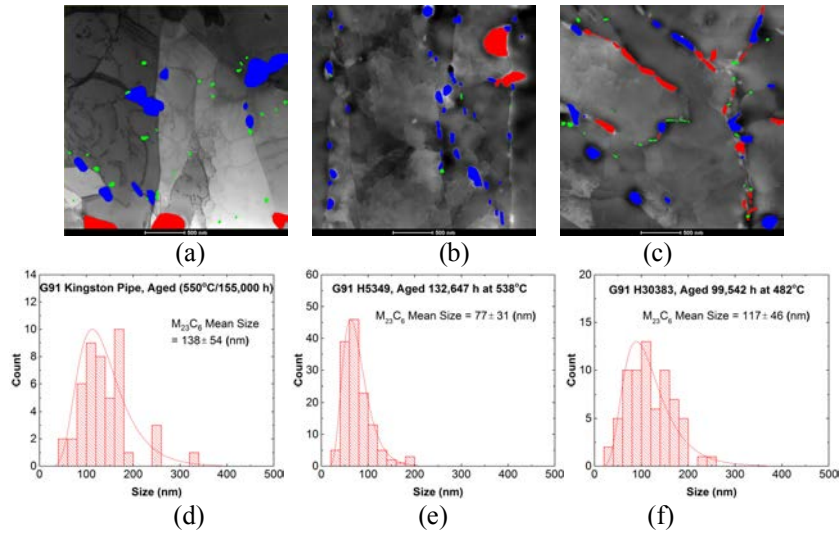 500 nm
500 nm
500 nm
(a)
(b)
(c)
G91 Kingston Pipe, Aged (550°C/155,000 h)
M₂₃C₆ Mean Size
= 138± 54 (nm)
Count
14
12
10
8
6
4
2
0
0 100 200 300 400 500
Size (nm)
G91 H5349, Aged 132,647 h at 538°C
M₂₃C₆ Mean Size = 77± 31 (nm)
Count
60
50
40
30
20
10
0
0 100 200 300 400 500
Size (nm)
G91 H30383, Aged 99,542 h at 482°C
M₂₃C₆ Mean Size = 117± 46 (nm)
Count
20
15
10
5
0
0 100 200 300 400 500
Size (nm)
(d)
(e)
(f)